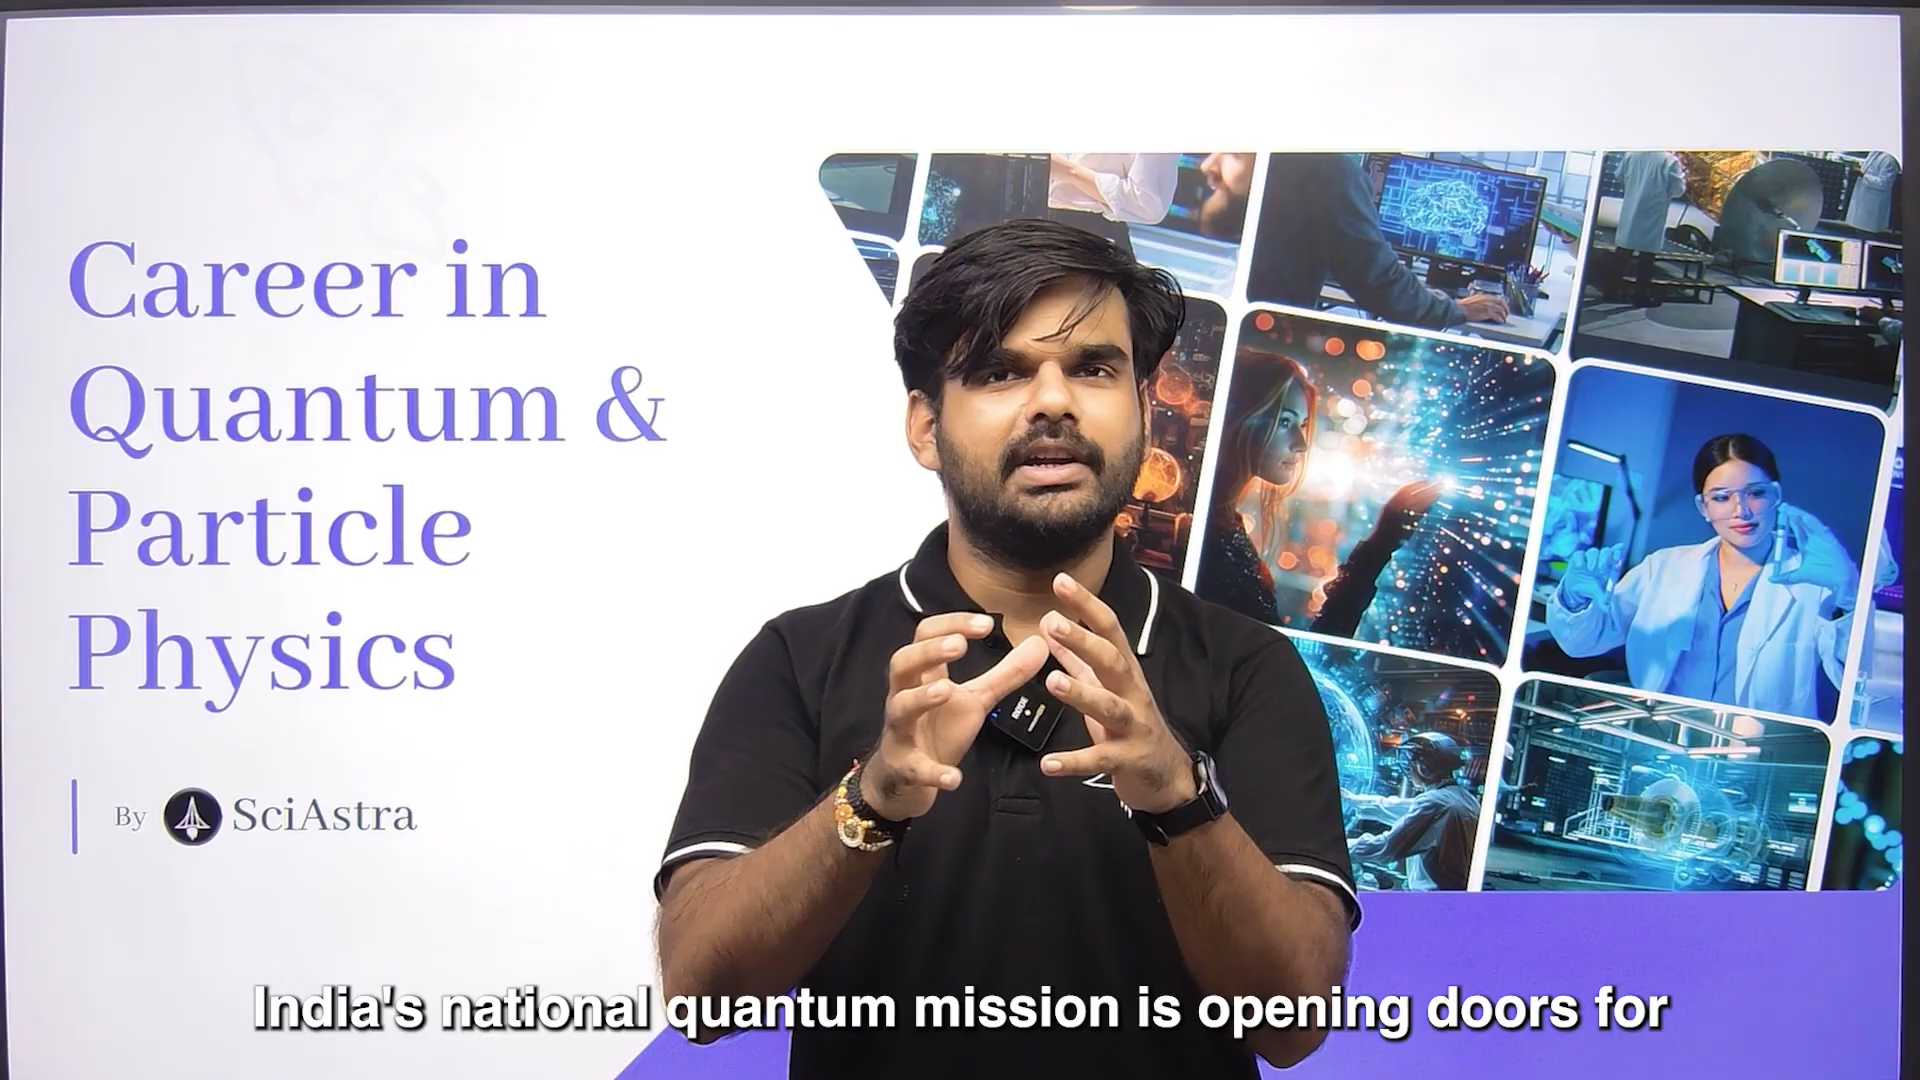 Career in
Quantum &
Particle
Physics
By SciAstra
India's national quantum mission is opening doors for